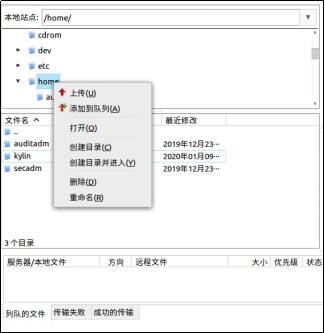 本地站点: /home/
cdrom
dev
etc
home
au
上传(U)
添加到队列(A)
打开(O)
创建目录(C)
创建目录并进入(Y)
删除(D)
重命名(R)
文件名 最近修改
..
auditadm 2019年12月23…
kylin 2020年01月09…
secadm 2019年12月23…
3 个目录
服务器/本地文件 方向 远程文件 大小 优先级 状态
列队的文件 传输失败 成功的传输